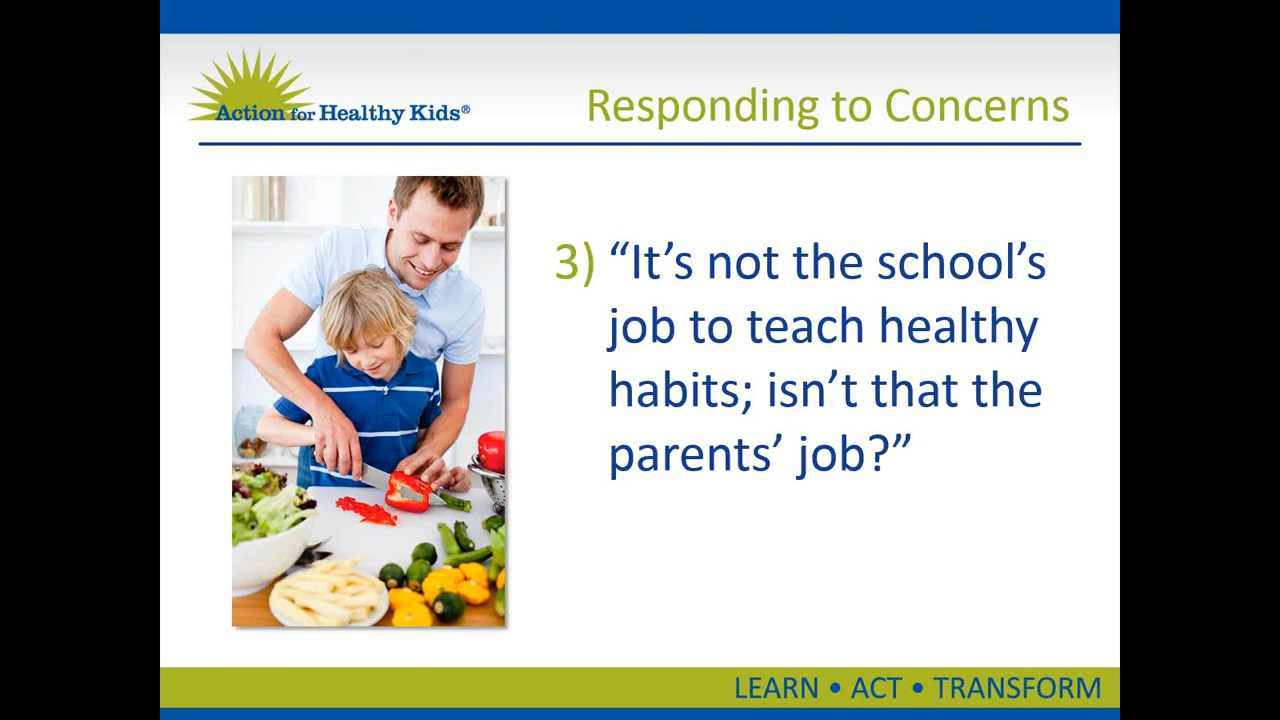 Action for Healthy Kids®
Responding to Concerns
3) “It’s not the school’s
job to teach healthy
habits; isn’t that the
parents’ job?”
LEARN • ACT • TRANSFORM